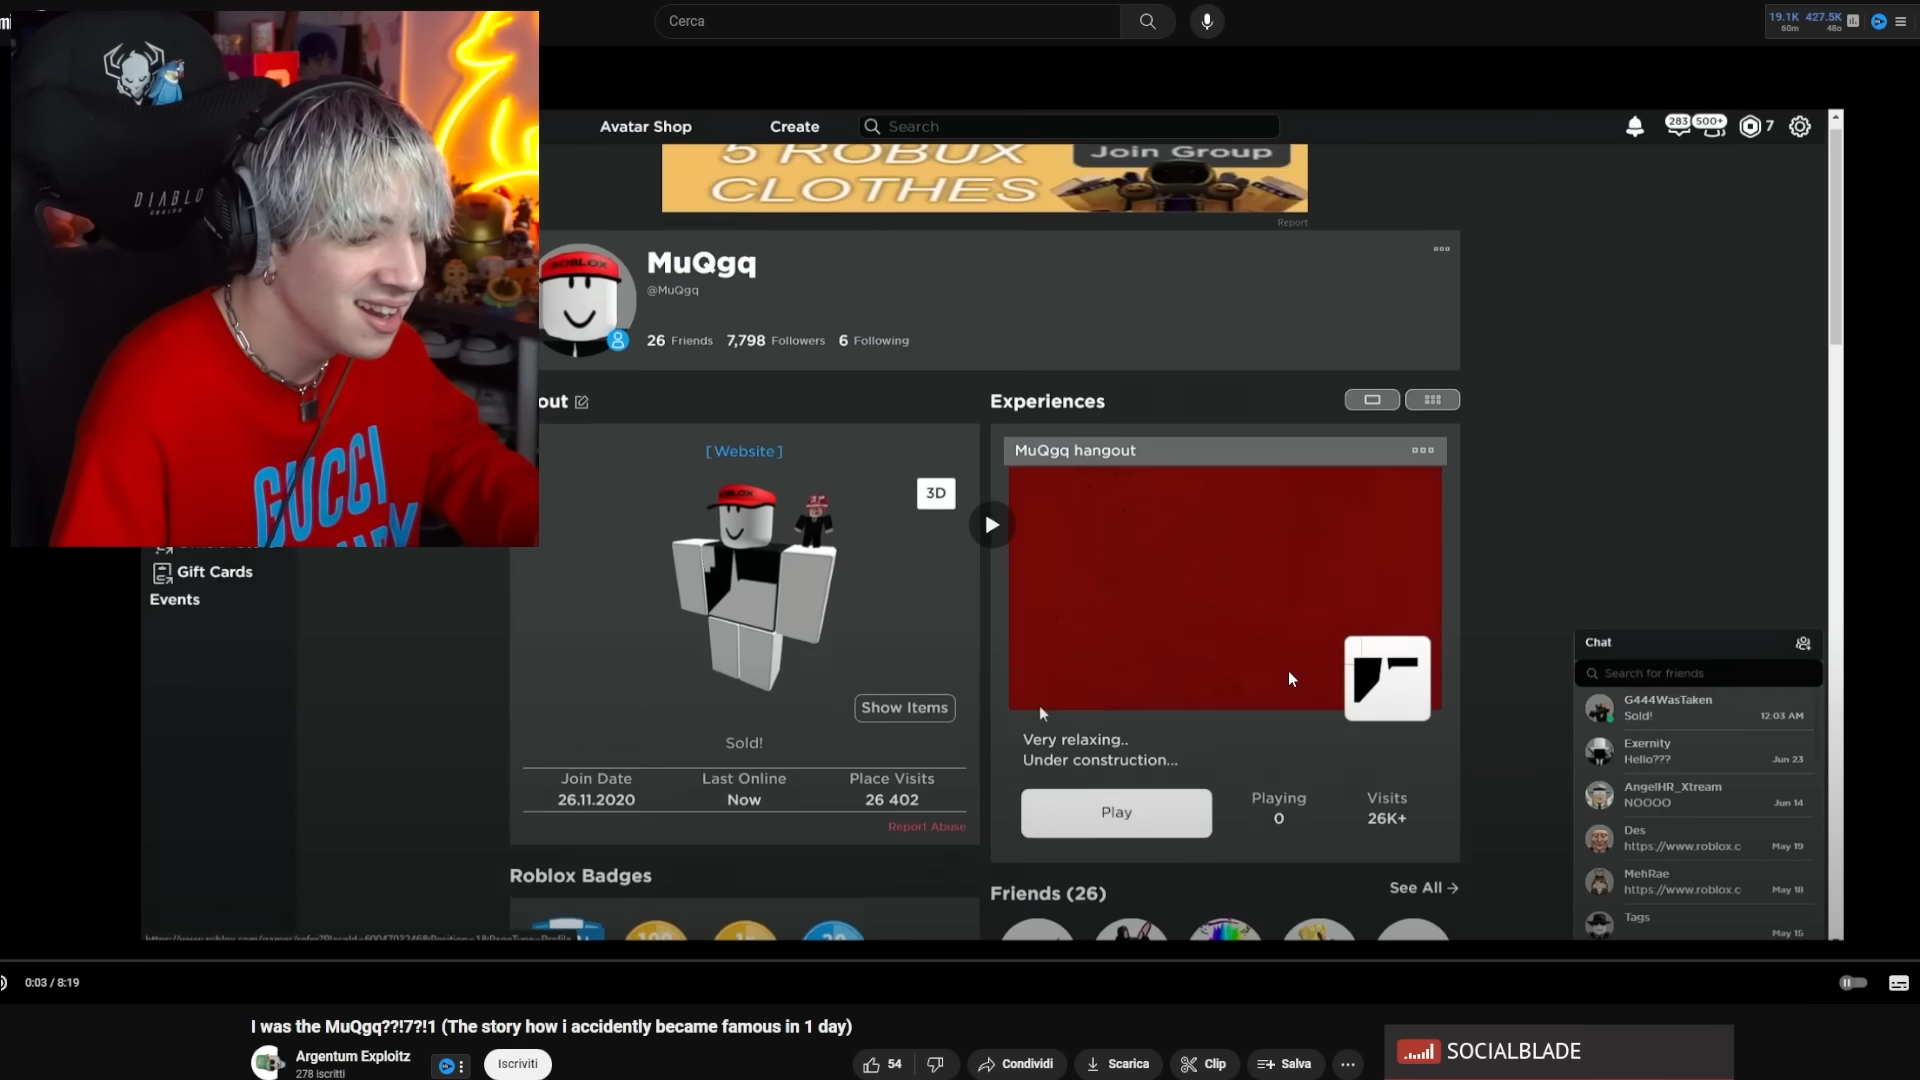 Cerca
19.1K 427.5K
60m 48o
DIABLO
GUCCI
Avatar Shop
Create
Search
283
500+
7
5 ROBUX
CLOTHES
Join Group
Report
ROBLOX
MuQgq
@MuQgq
26 Friends 7,798 Followers 6 Following
out
Experiences
[Website]
3D
MuQgq hangout
Show Items
Sold!
Join Date
26.11.2020
Last Online
Now
Place Visits
26 402
Report Abuse
Very relaxing..
Under construction...
Play
Playing
0
Visits
26K+
Roblox Badges
Friends (26)
See All →
Gift Cards
Events
Chat
Search for friends
G444WasTaken
Sold!
12:03 AM
Exernity
Hello???
Jun 23
AngelHR_Xtream
NOOOO
Jun 14
Des
https://www.roblox.c
May 19
MehRae
https://www.roblox.c
May 18
Tags
May 15
0:03 / 8:19
I was the MuQgq??!7?!1 (The story how i accidently became famous in 1 day)
Argentum Exploitz
278 iscritti
Iscriviti
54
Condividi
Scarica
Clip
Salva
SOCIALBLADE